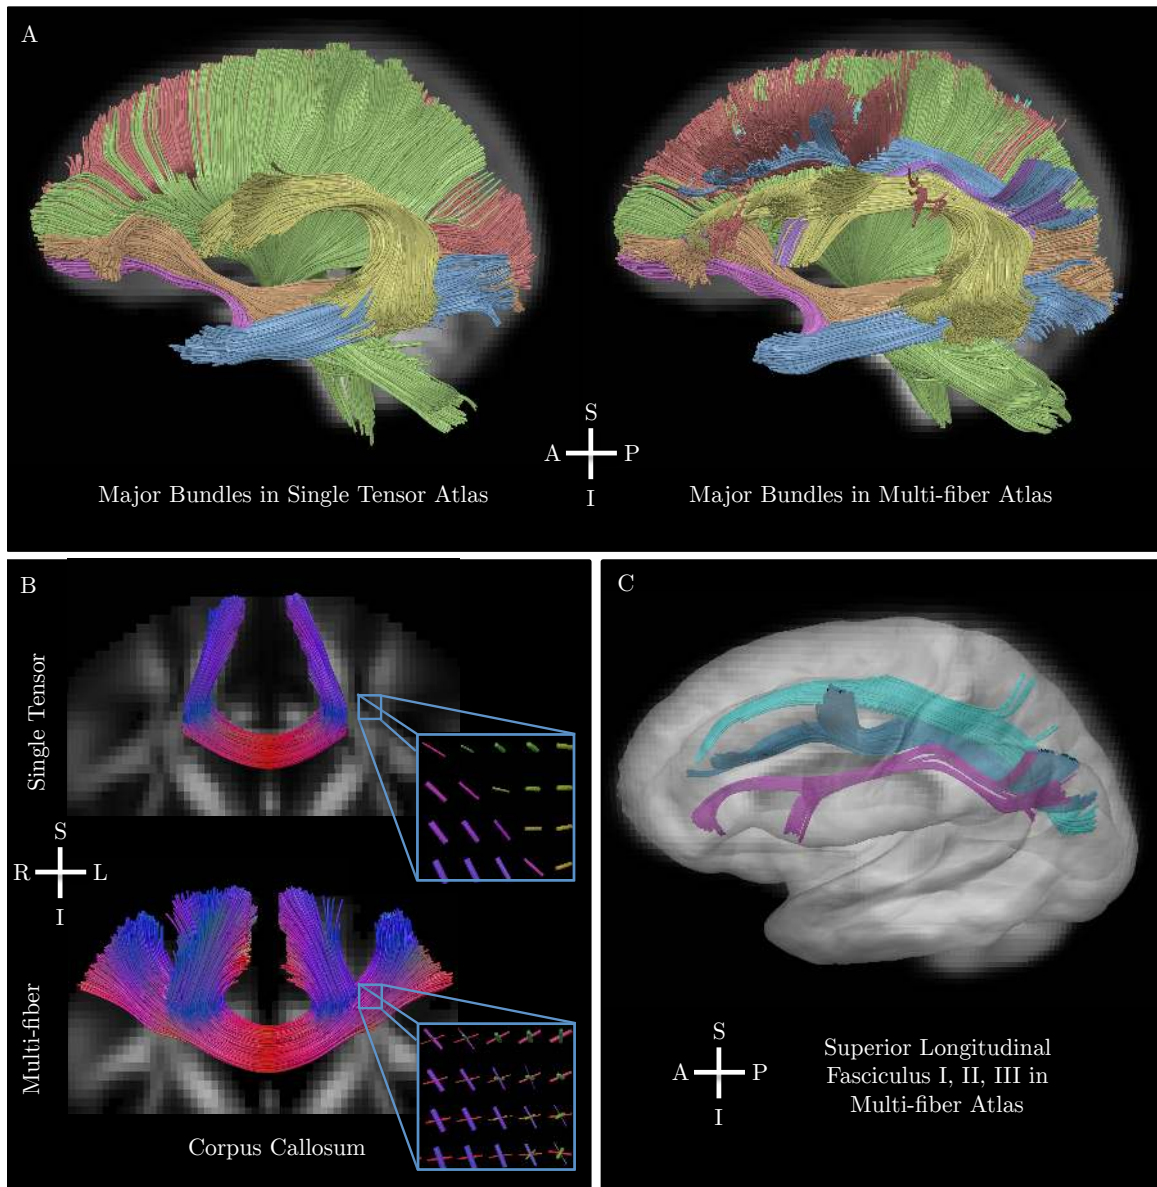 A
S
A P
I
Major Bundles in Single Tensor Atlas
Major Bundles in Multi-fiber Atlas
B
Single Tensor
S
R L
I
Multi-fiber
Corpus Callosum
C
S
A P
I
Superior Longitudinal
Fasciculus I, II, III in
Multi-fiber Atlas